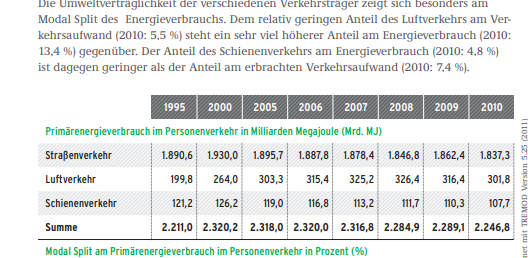 Die Umweltverträglichkeit der verschiedenen Verkehrsträger zeigt sich besonders am
Modal Split des Energieverbrauchs. Dem relativ geringen Anteil des Luftverkehrs am Ver-
kehrsaufwand (2010: 5,5 %) steht ein sehr viel höherer Anteil am Energieverbrauch (2010:
13,4 %) gegenüber. Der Anteil des Schienenverkehrs am Energieverbrauch (2010: 4,8 %)
ist dagegen geringer als der Anteil am erbrachten Verkehrsaufwand (2010: 7,4 %).
1995 2000 2005 2006 2007 2008 2009 2010
Primärenergieverbrauch im Personenverkehr in Milliarden Megajoule (Mrd. MJ)
Straßenverkehr 1.890,6 1.930,0 1.895,7 1.887,8 1.878,4 1.846,8 1.862,4 1.837,3
Luftverkehr 199,8 264,0 303,3 315,4 325,2 326,4 316,4 301,8
Schienenverkehr 121,2 126,2 119,0 116,8 113,2 111,7 110,3 107,7
Summe 2.211,0 2.320,2 2.318,0 2.320,0 2.316,8 2.284,9 2.289,1 2.246,8
Modal Split am Primärenergieverbrauch im Personenverkehr in Prozent (%)
net mit TREMOD Version 5.25 (2011)